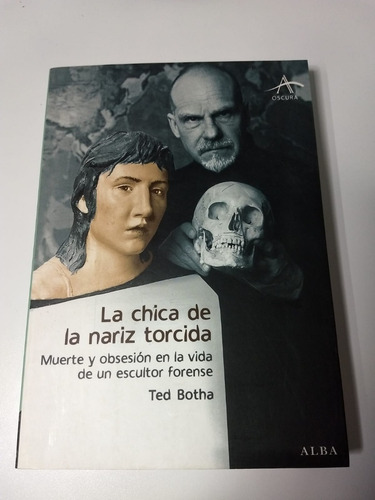 OSCURA
La chica de
la nariz torcida
Muerte y obsesión en la vida
de un escultor forense
Ted Botha
ALBA